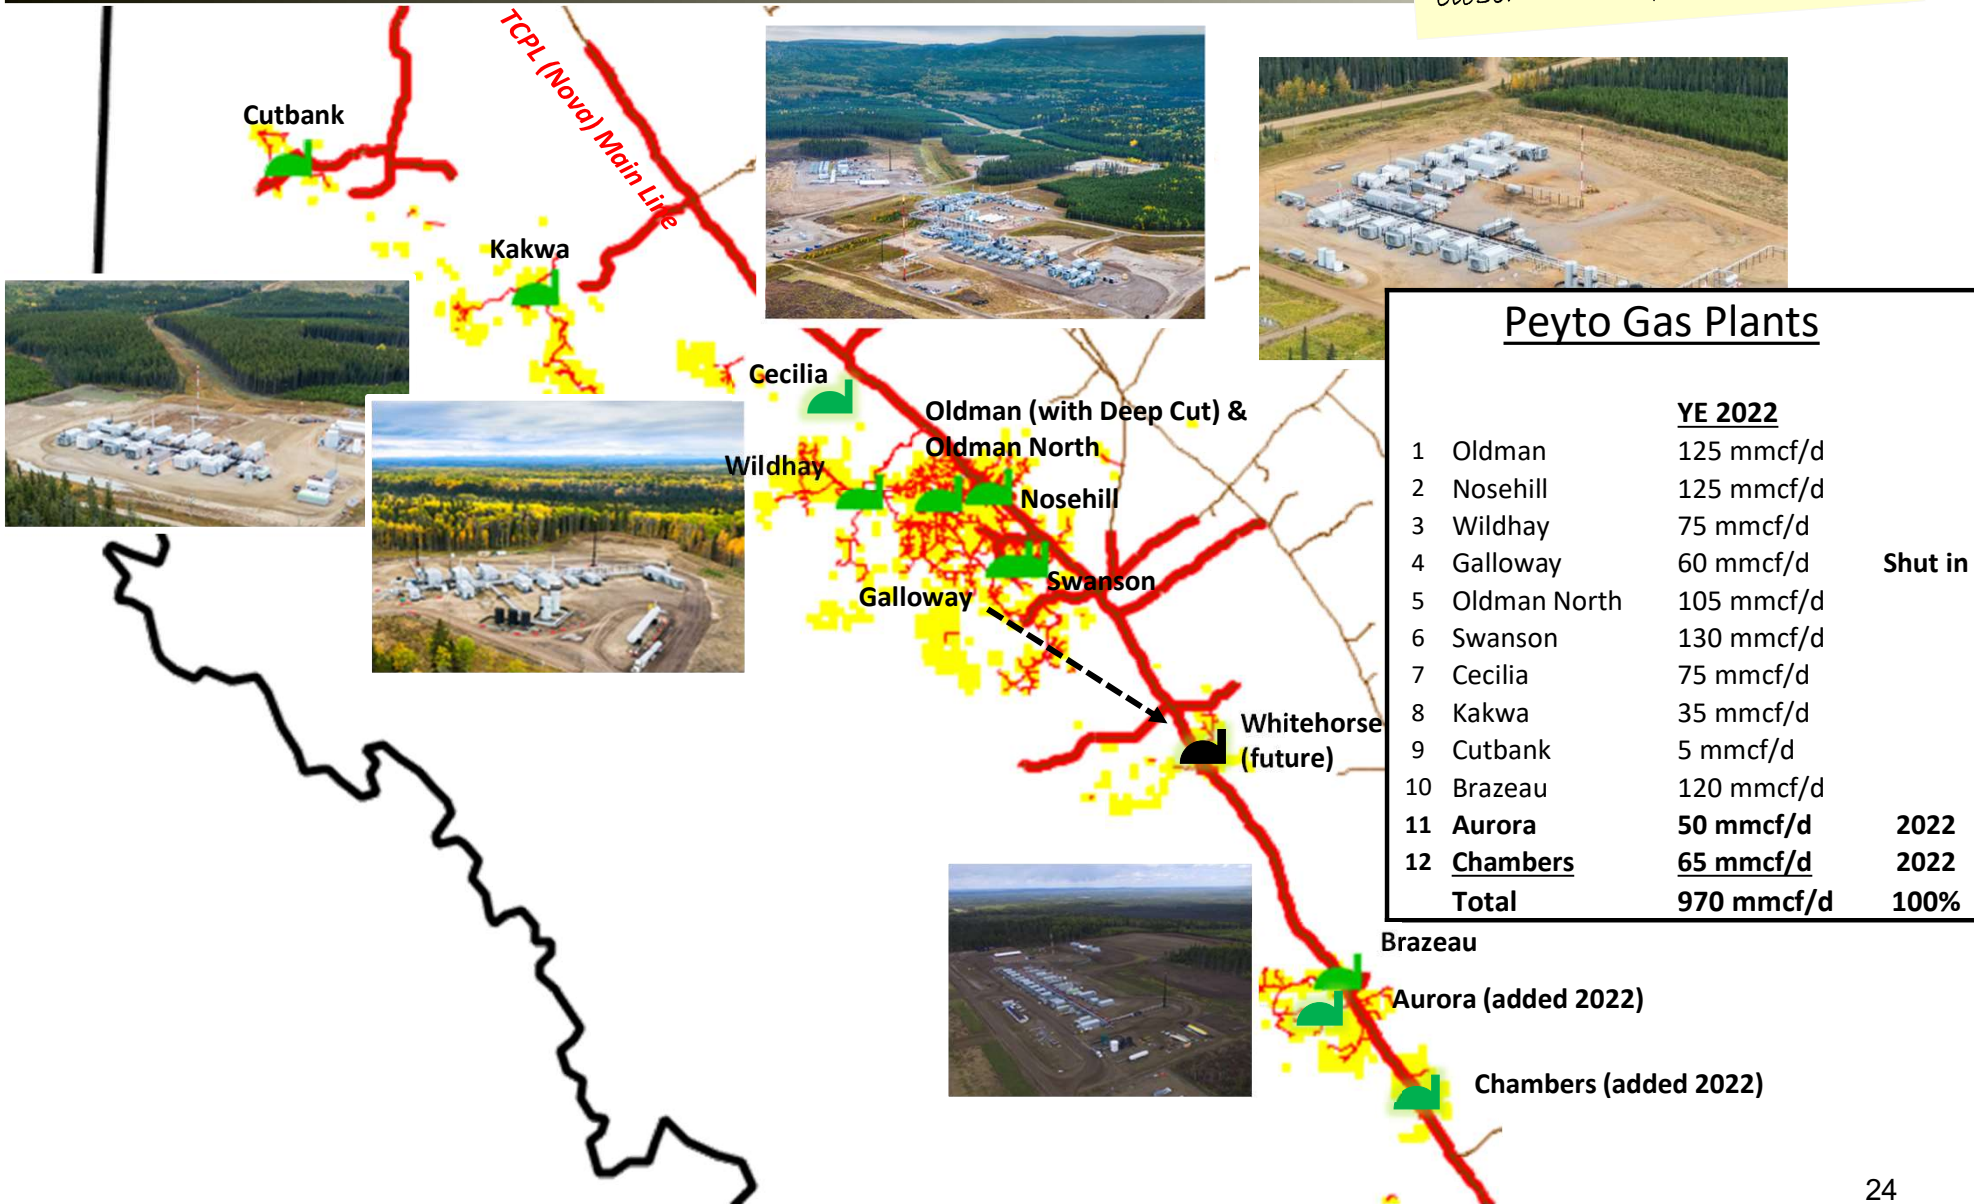 TCPL (Nova) Main Line
Cutbank
Kakwa
Cecilia
Oldman (with Deep Cut) &
Oldman North
Wildhay
Nosehill
Swanson
Galloway
Whitehorse
(future)
Brazeau
Aurora (added 2022)
Chambers (added 2022)
Peyto Gas Plants
YE 2022
1 Oldman 125 mmcf/d
2 Nosehill 125 mmcf/d
3 Wildhay 75 mmcf/d
4 Galloway 60 mmcf/d Shut in
5 Oldman North 105 mmcf/d
6 Swanson 130 mmcf/d
7 Cecilia 75 mmcf/d
8 Kakwa 35 mmcf/d
9 Cutbank 5 mmcf/d
10 Brazeau 120 mmcf/d
11 Aurora 50 mmcf/d 2022
12 Chambers 65 mmcf/d 2022
Total 970 mmcf/d 100%
24